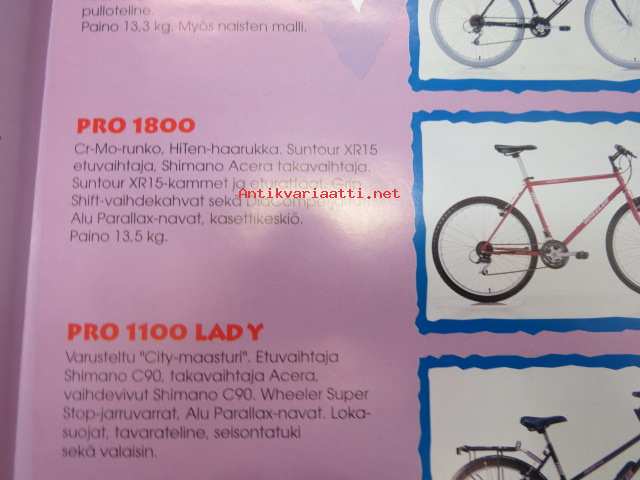 pulloteline.
Paino 13,3 kg. Myös naisten malli.
PRO 1800
Cr-Mo-runko, HiTen-haarukka. Suntour XR15
etuvaihtaja, Shimano Acera takavaihtaja.
Suntour XR15-kammet ja eturattaat. Grip
Antikvariaatti.net
Shift-vaihdekahvat sekä
Alu Parallax-navat, kasettikeskiö.
Paino 13,5 kg.
PRO 1100 LADY
Varusteltu "City-maasturi". Etuvaihtaja
Shimano C90, takavaihtaja Acera,
vaihdevivut Shimano C90. Wheeler Super
Stop-jarruvarrat, Alu Parallax-navat. Loka-
suojat, tavarateline, seisontatuki
sekä valaisin.